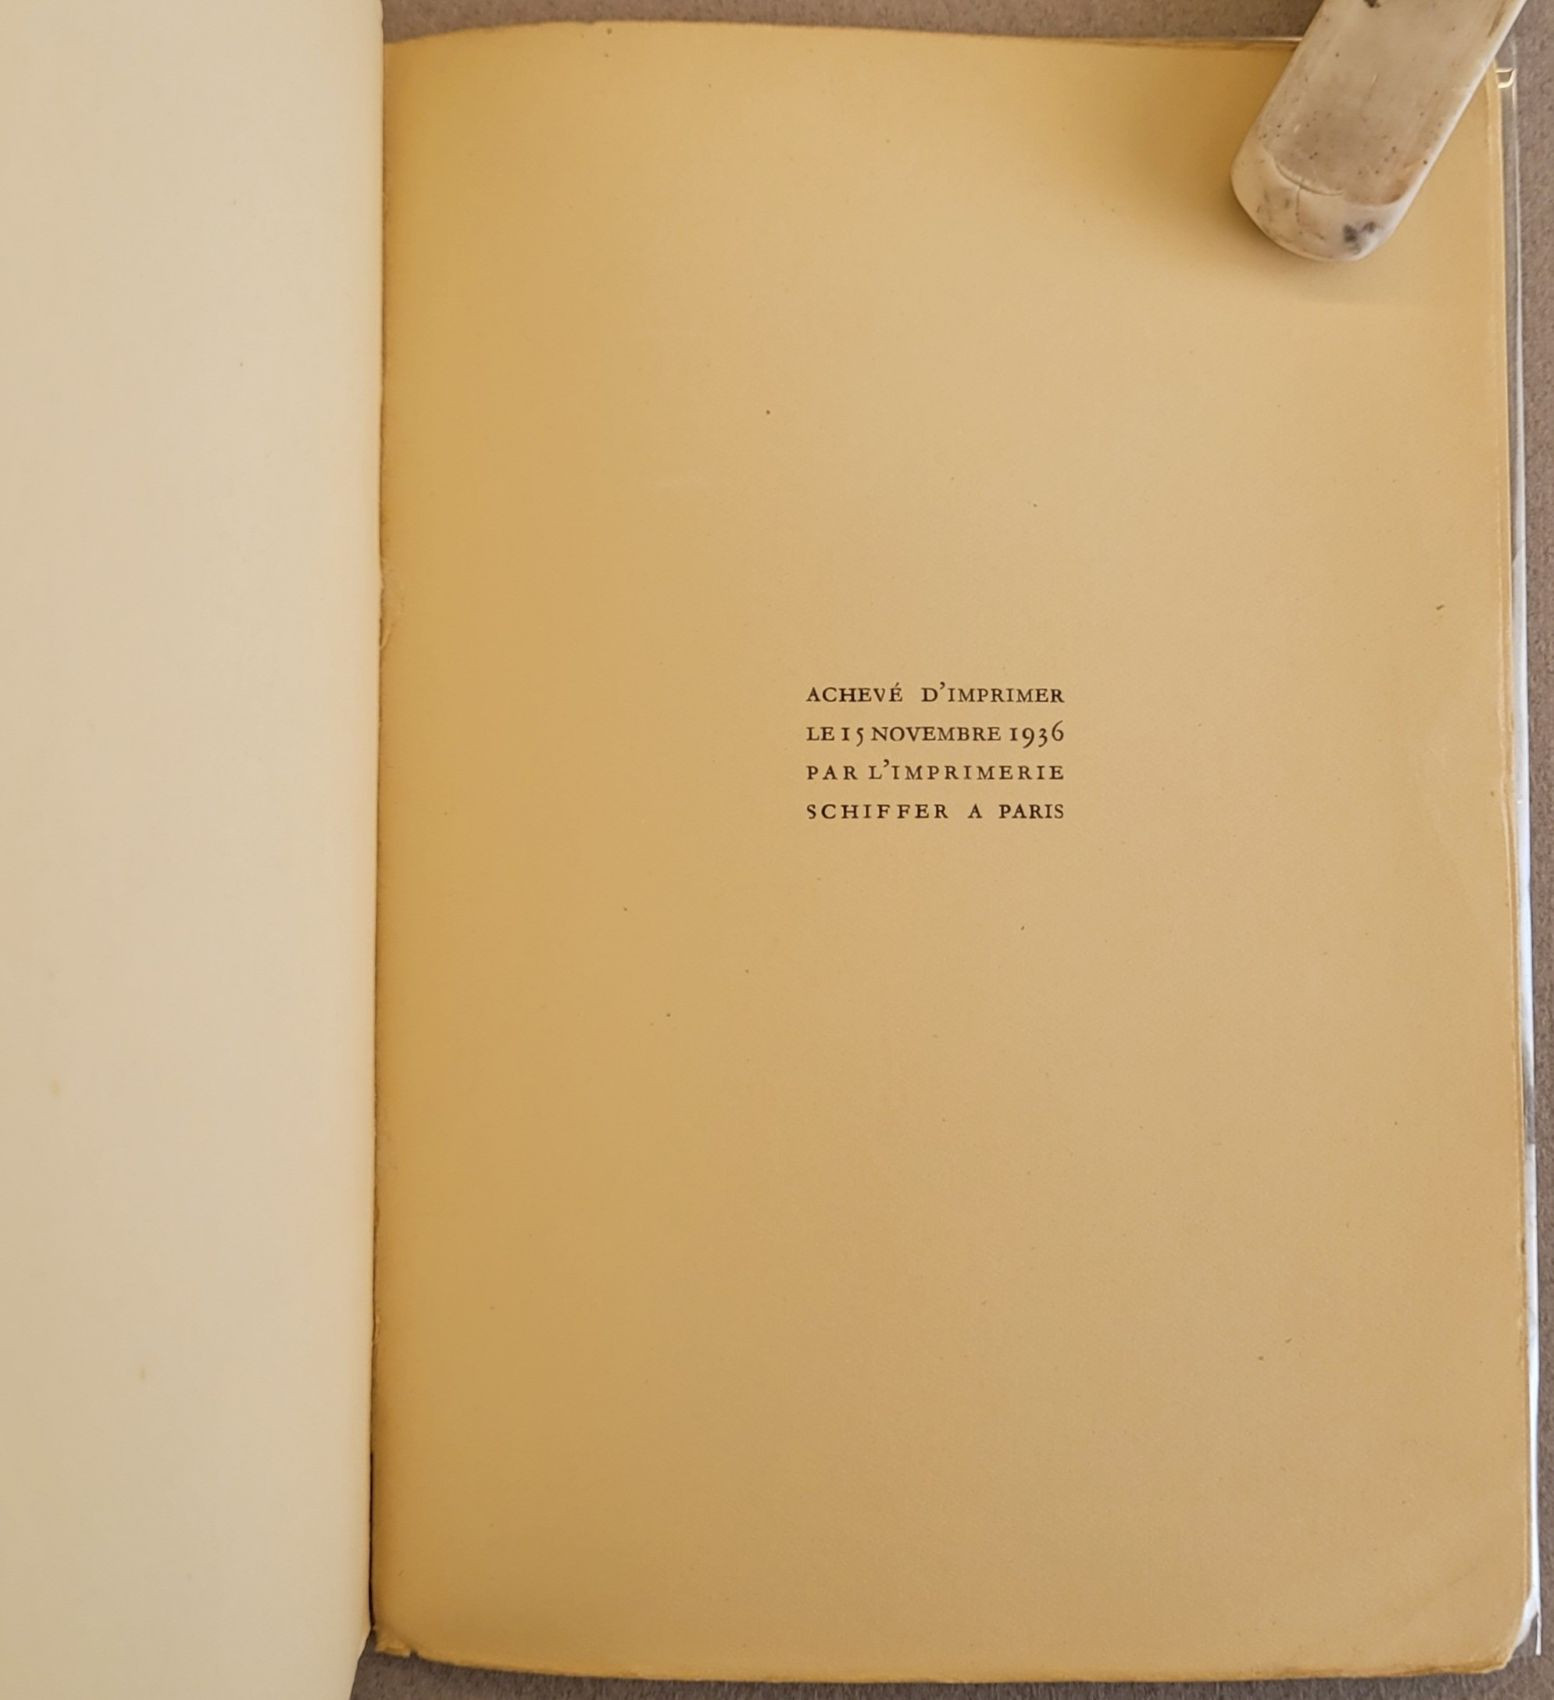 ACHEVÉ D'IMPRIMER
LE 15 NOVEMBRE 1936
PAR L'IMPRIMERIE
SCHIFFER A PARIS